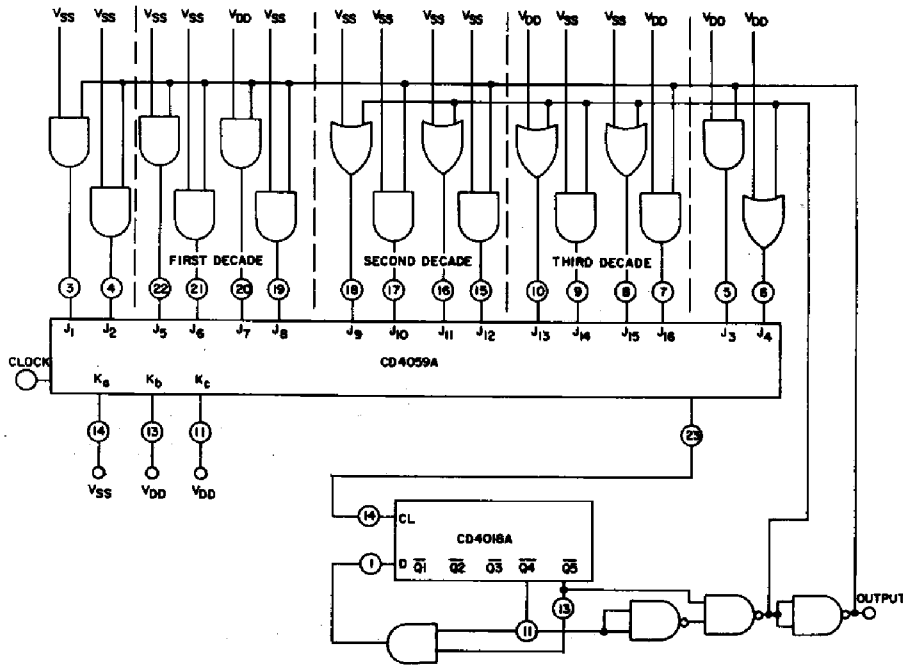 VSS VSS VSS VSS VDD VSS VSS VSS VSS VSS VDD VSS VSS VDD VDD VDD
FIRST DECADE SECOND DECADE THIRD DECADE
3 4 22 21 20 19 18 17 16 15 10 9 8 7 5 6
J1 J2 J5 J6 J7 J8 J9 J10 J11 J12 J13 J14 J15 J16 J3 J4
CD4059A
CLOCK
Ka Kb Kc
14 13 11 23
VSS VDD VDD
14 CL
CD4018A
1 D Q̅1̅ Q̅2̅ Q̅3̅ Q̅4̅ Q̅5̅
13
OUTPUT
11